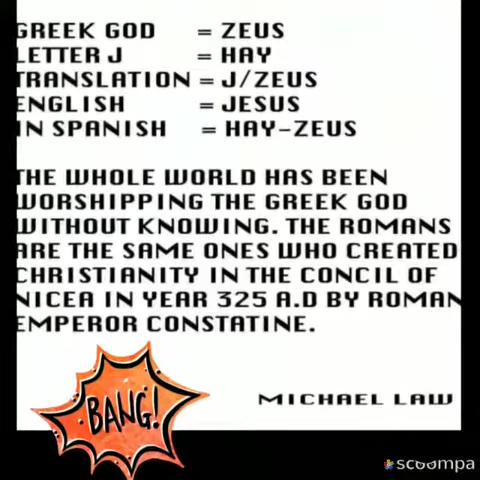 GREEK GOD = ZEUS
LETTER J = HAY
TRANSLATION = J/ZEUS
ENGLISH = JESUS
IN SPANISH = HAY-ZEUS
THE WHOLE WORLD HAS BEEN
WORSHIPPING THE GREEK GOD
WITHOUT KNOWING. THE ROMANS
ARE THE SAME ONES WHO CREATED
CHRISTIANITY IN THE CONCIL OF
NICEA IN YEAR 325 A.D BY ROMAN
EMPEROR CONSTATINE.
BANG!
MICHAEL LAW
scoompa